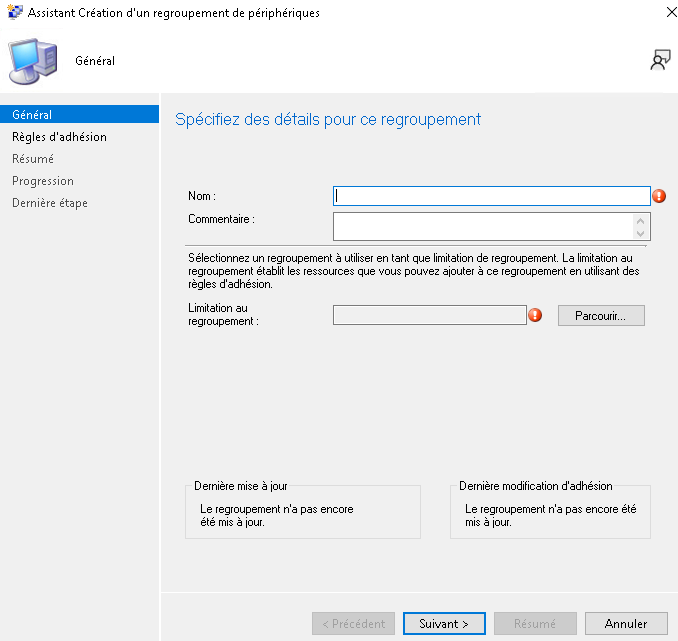 Assistant Création d'un regroupement de périphériques
Général
Général
Règles d'adhésion
Résumé
Progression
Dernière étape
Spécifiez des détails pour ce regroupement
Nom :
Commentaire :
Sélectionnez un regroupement à utiliser en tant que limitation de regroupement. La limitation au
regroupement établit les ressources que vous pouvez ajouter à ce regroupement en utilisant des
règles d'adhésion.
Limitation au
regroupement :
Parcourir...
Dernière mise à jour
Le regroupement n'a pas encore
été mis à jour.
Dernière modification d'adhésion
Le regroupement n'a pas encore été
mis à jour.
< Précédent
Suivant >
Résumé
Annuler